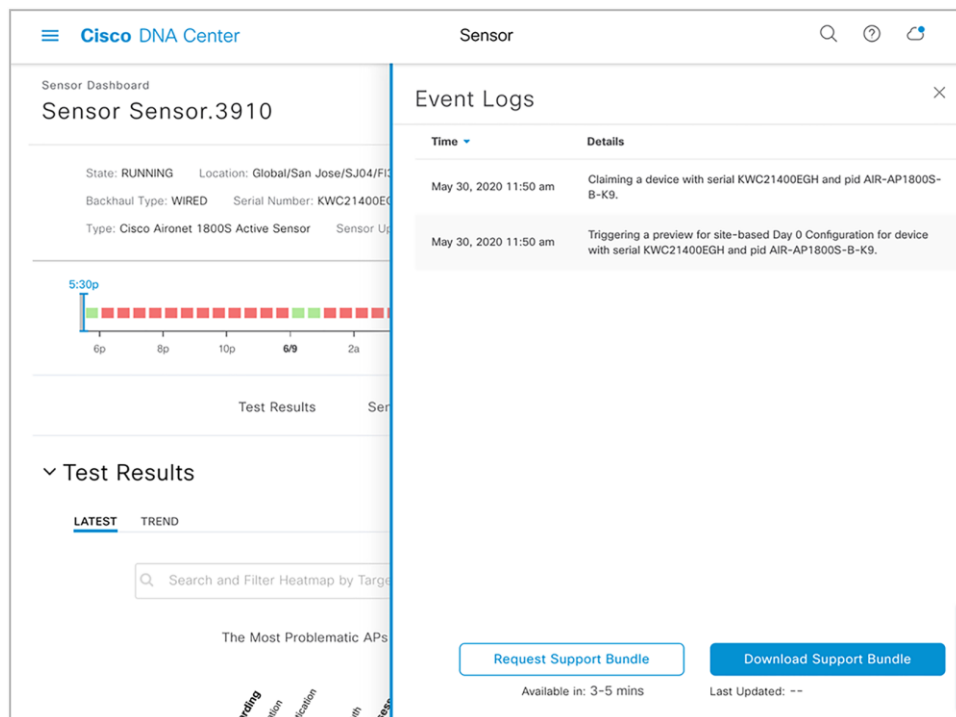 Cisco DNA Center
Sensor
Sensor Dashboard
Sensor Sensor.3910
State: RUNNING Location: Global/San Jose/SJ04/
Backhaul Type: WIRED Serial Number:
Type: Cisco Aironet 1800S Active Sensor Sensor
5:30p
6p 8p 10p 6/9 2a
Test Results
Test Results
LATEST TREND
Search and Filter Heatmap by
The Most Problematic APs
Event Logs
Time Details
May 30, 2020 11:50 am
Claiming a device with serial KWC21400EGH and pid AIR-AP1800S-
B-K9.
May 30, 2020 11:50 am
Triggering a preview for site-based Day 0 Configuration for device
with serial KWC21400EGH and pid AIR-AP1800S-B-K9.
Request Support Bundle
Available in: 3-5 mins
Download Support Bundle
Last Updated: --